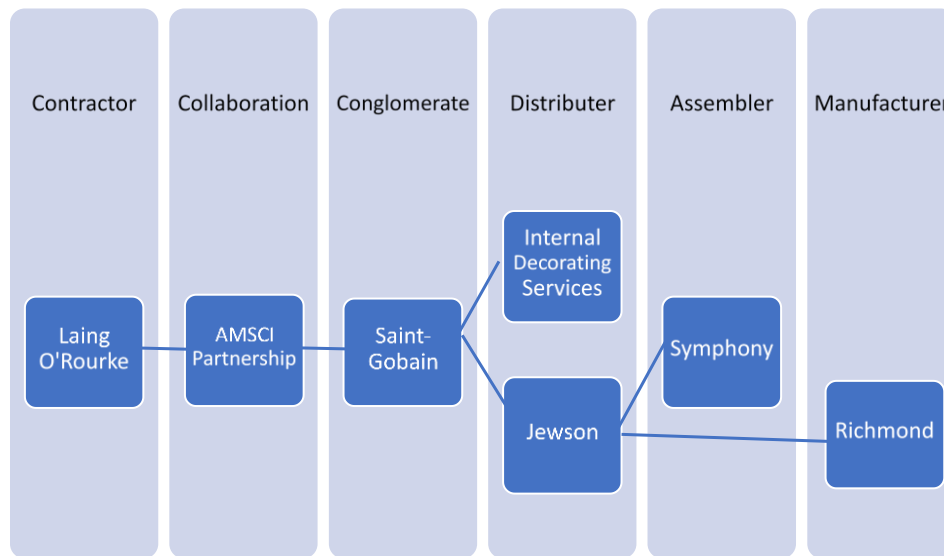 Contractor
Collaboration
Conglomerate
Distributer
Assembler
Manufacturer
Laing
O'Rourke
AMSCI
Partnership
Saint-
Gobain
Internal
Decorating
Services
Jewson
Symphony
Richmond